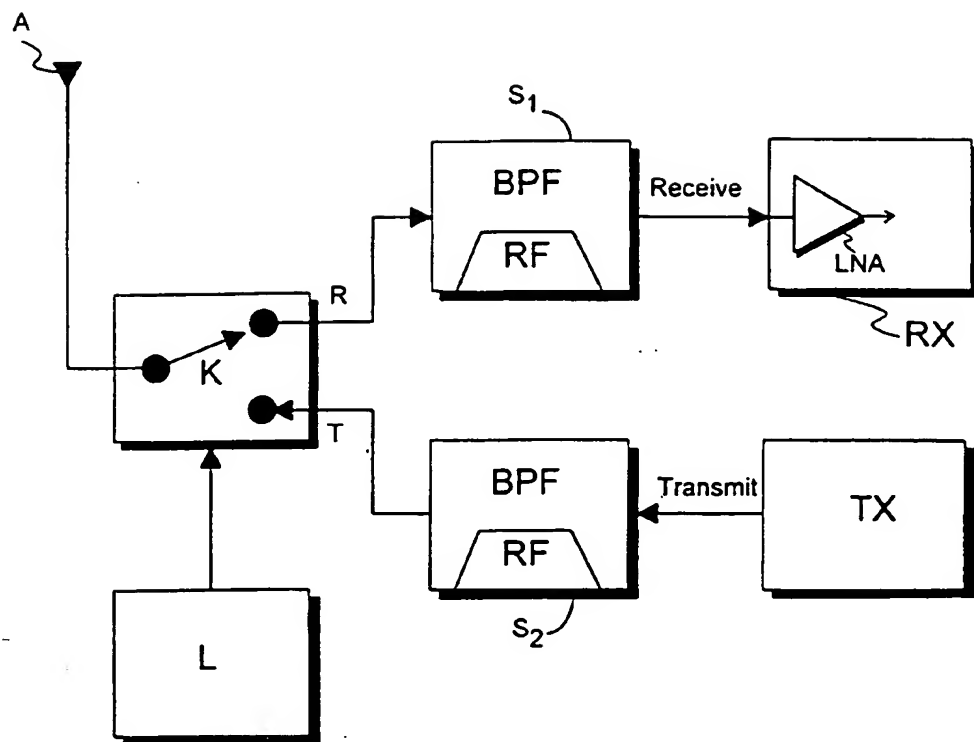 A
S1
BPF
RF
Receive
LNA
RX
R
K
T
BPF
RF
Transmit
TX
S2
L